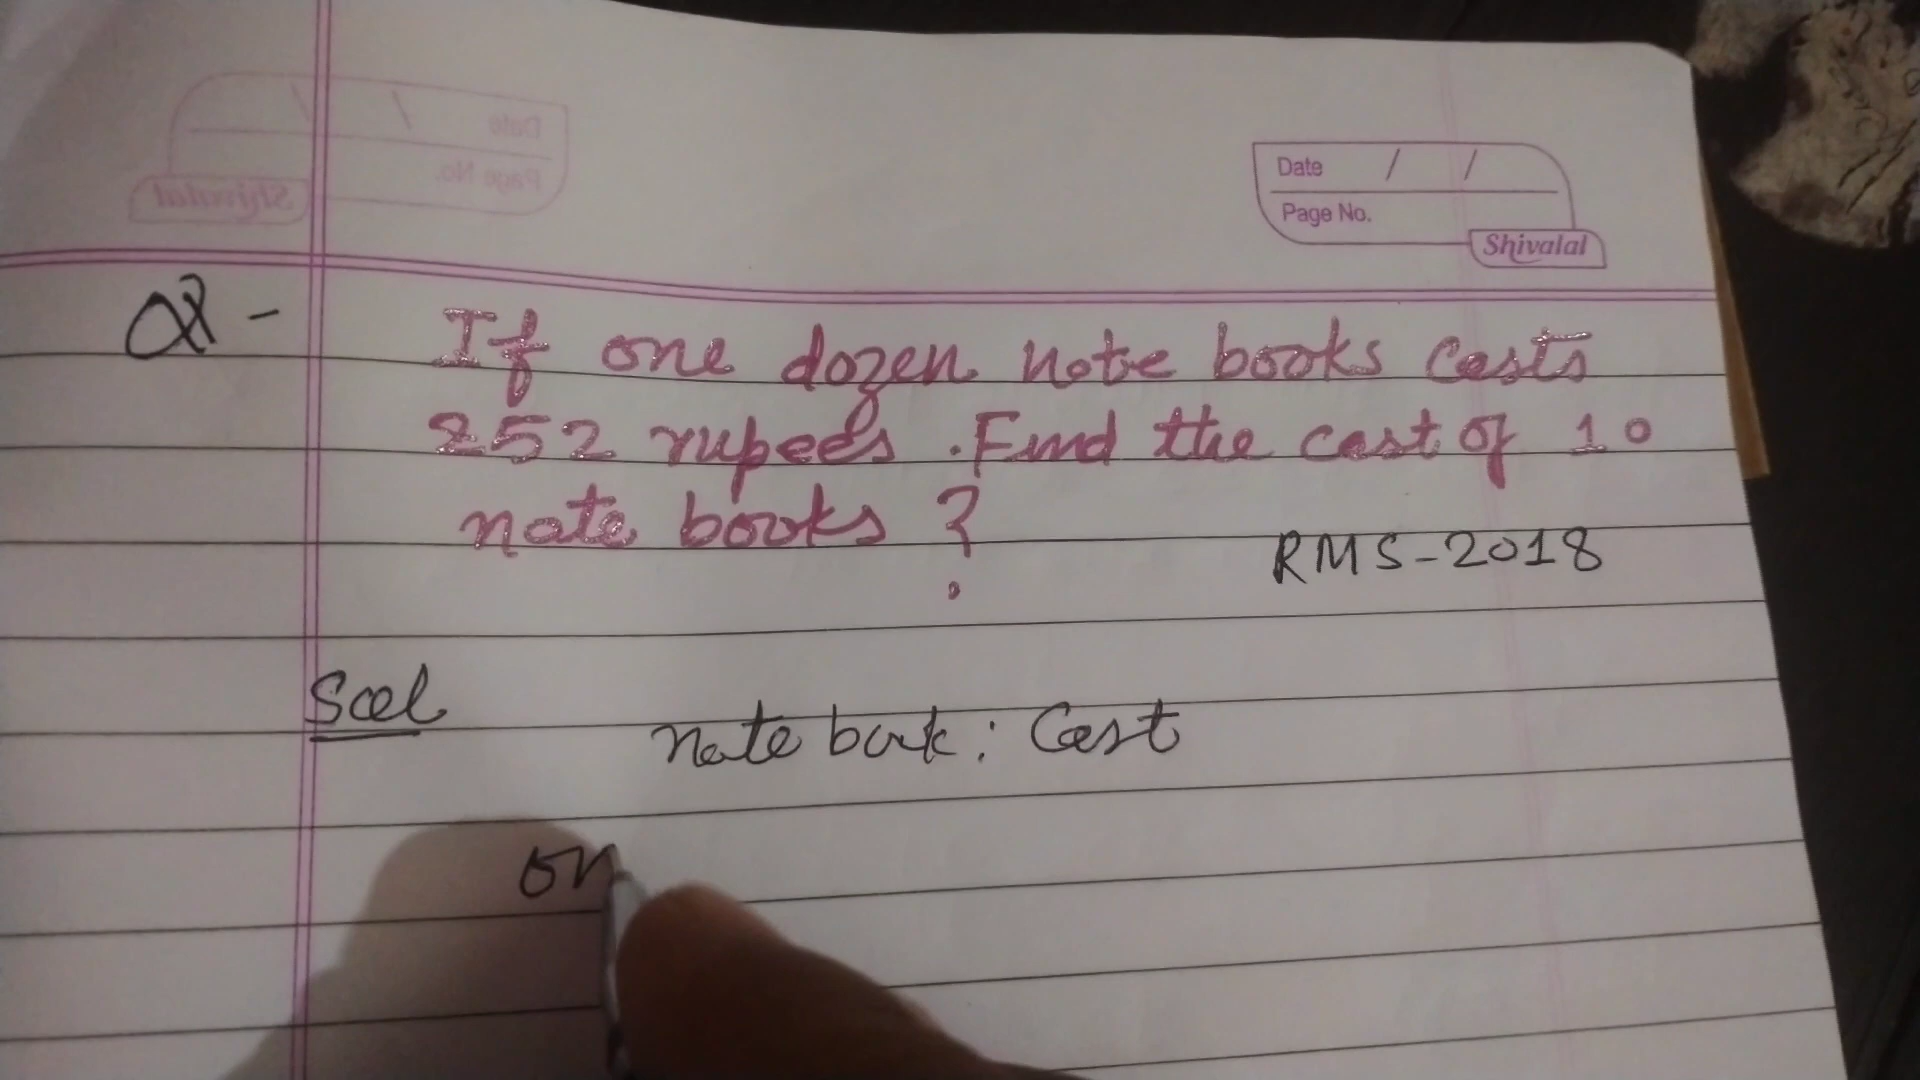 Date / /
Page No.
Shivalal
Q -
If one dozen note books costs
252 rupees . Find the cost of 10
note books ?
RMS-2018
Sol
note book : Cost
on